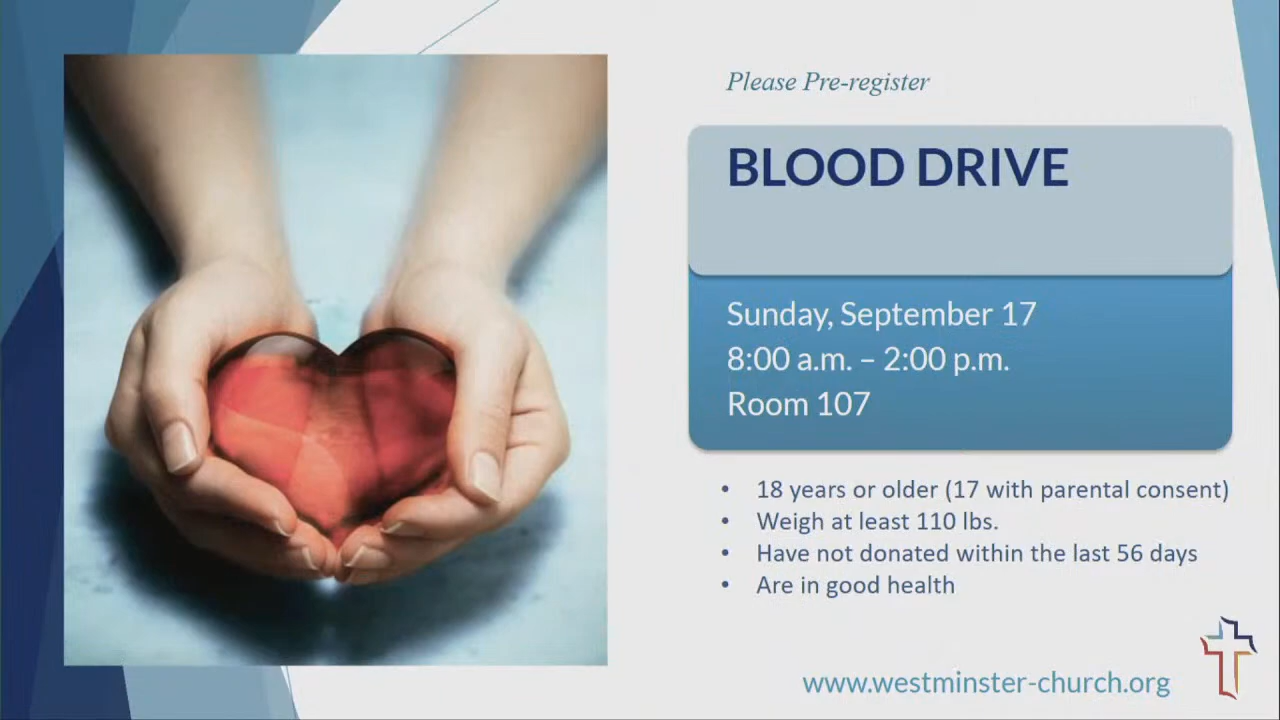 Please Pre-register
BLOOD DRIVE
Sunday, September 17
8:00 a.m. – 2:00 p.m.
Room 107
• 18 years or older (17 with parental consent)
• Weigh at least 110 lbs.
• Have not donated within the last 56 days
• Are in good health
www.westminster-church.org